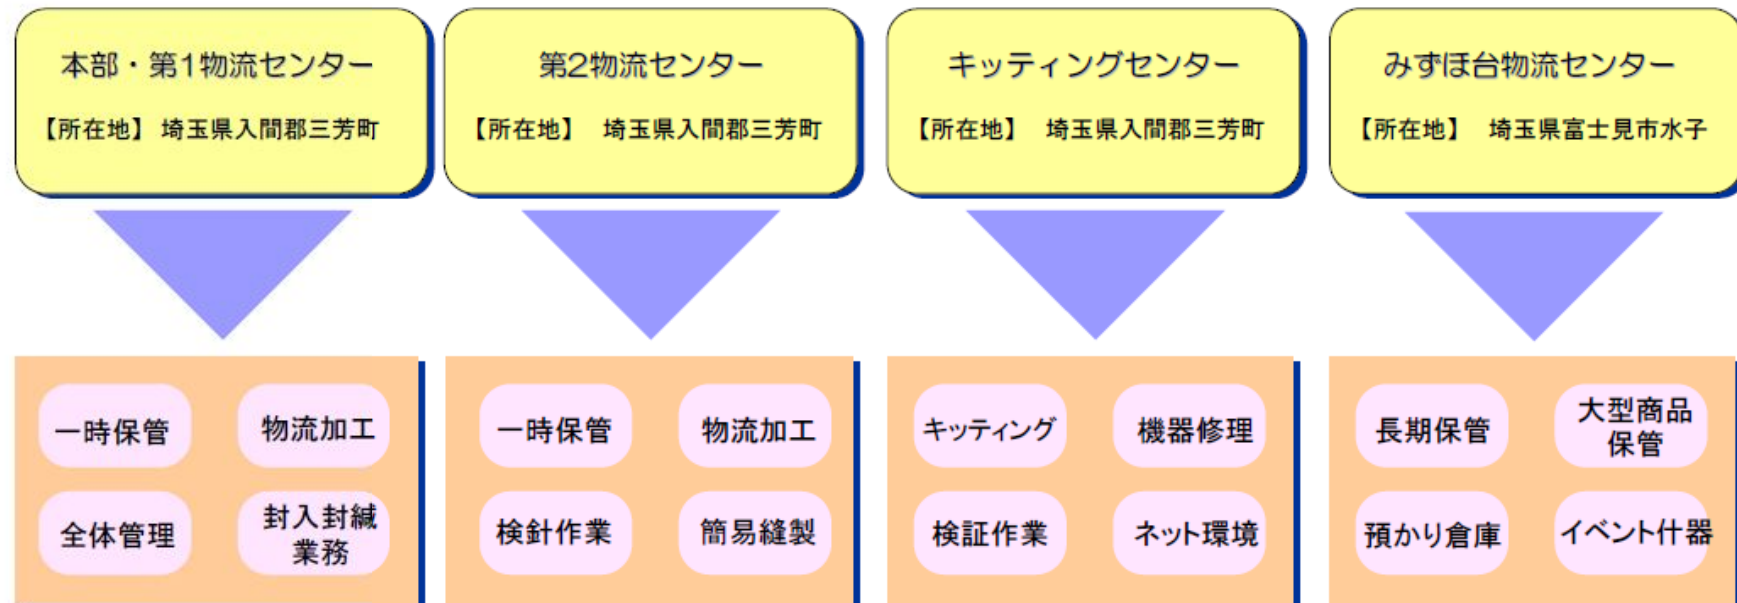 本部・第1物流センター
【所在地】 埼玉県入間郡三芳町
第2物流センター
【所在地】 埼玉県入間郡三芳町
キッティングセンター
【所在地】 埼玉県入間郡三芳町
みずほ台物流センター
【所在地】 埼玉県富士見市水子
一時保管
物流加工
全体管理
封入封緘
業務
一時保管
物流加工
検針作業
簡易縫製
キッティング
機器修理
検証作業
ネット環境
長期保管
大型商品
保管
預かり倉庫
イベント什器